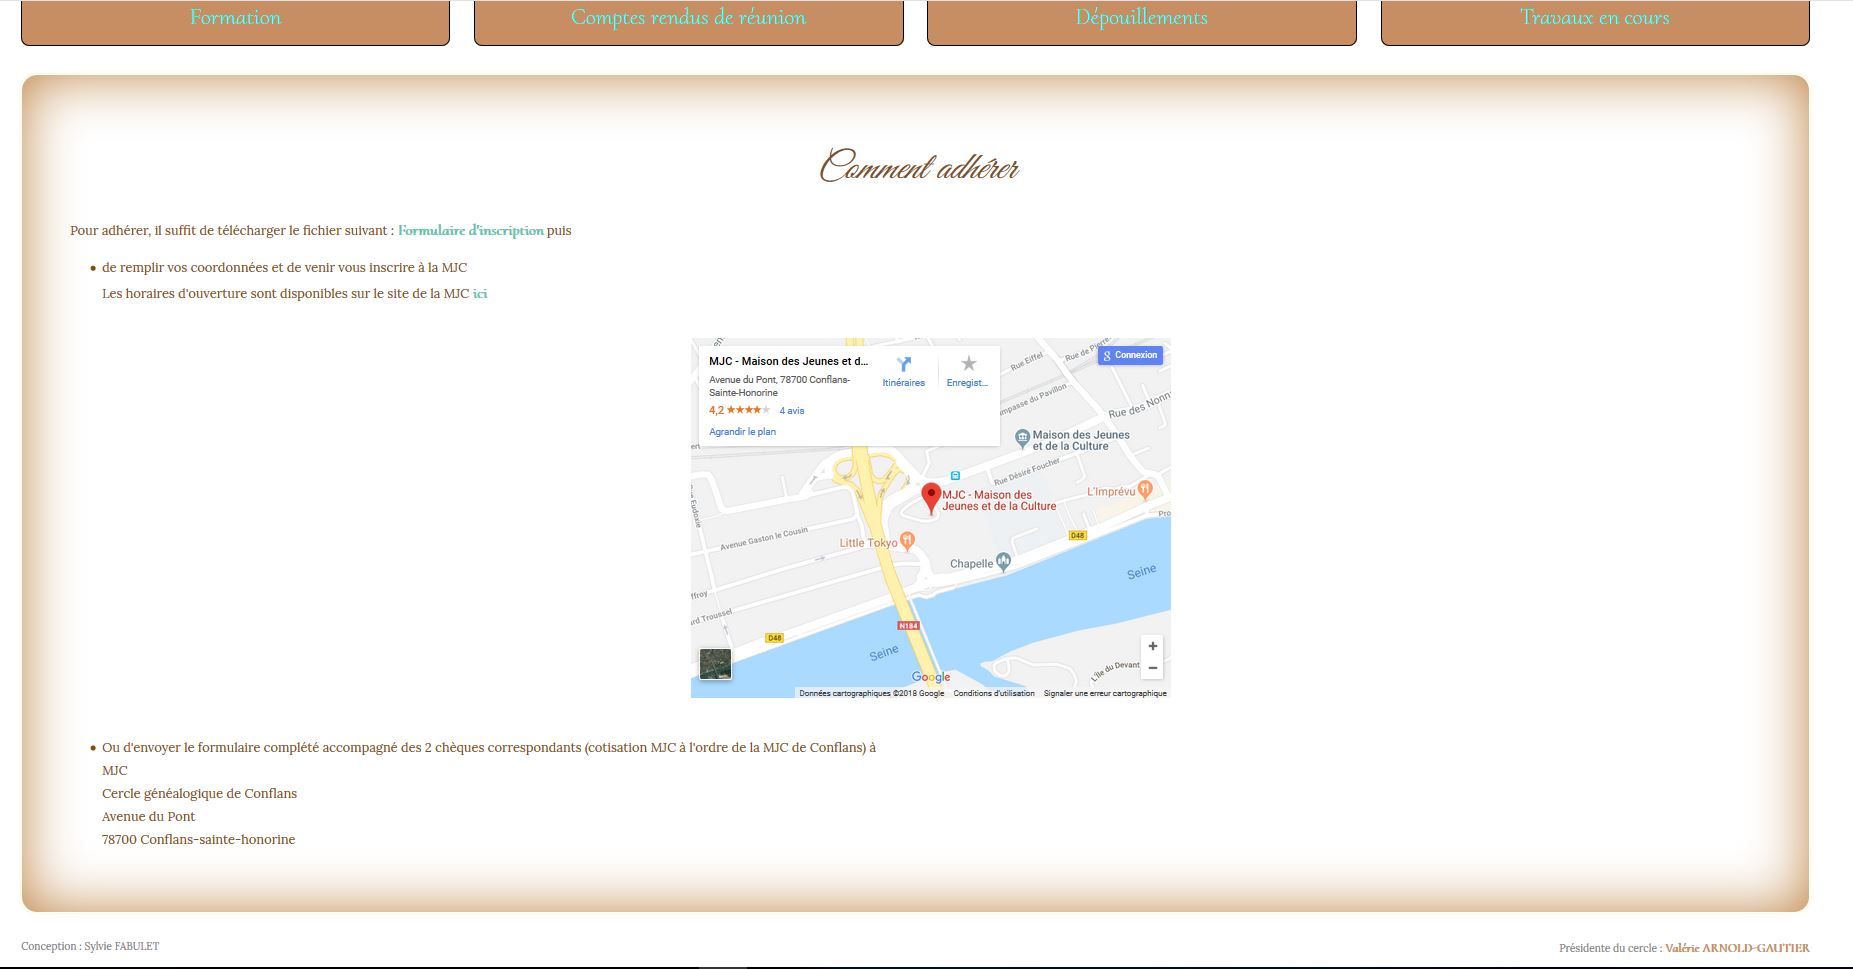 Formation
Comptes rendus de réunion
Dépouillements
Travaux en cours
Comment adhérer
Pour adhérer, il suffit de télécharger le fichier suivant : Formulaire d'inscription puis
• de remplir vos coordonnées et de venir vous inscrire à la MJC
Les horaires d'ouverture sont disponibles sur le site de la MJC ici
MJC - Maison des Jeunes et d...
Avenue du Pont, 78700 Conflans-
Sainte-Honorine
4,2 ★★★★★ 4 avis
Agrandir le plan
Itinéraires
Enregist...
Connexion
Rue Eiffel
Rue de Pierre
Impasse du Pavillon
Rue des Nonn
Maison des Jeunes
et de la Culture
Rue Désiré Foucher
MJC - Maison des
Jeunes et de la Culture
L'Imprévu
Pro
Eudoxie
Avenue Gaston le Cousin
Little Tokyo
D48
Chapelle
Seine
ffroy
rd Troussel
N184
D48
Seine
+
−
L'Île du Devant
Google
Données cartographiques ©2018 Google Conditions d'utilisation Signaler une erreur cartographique
• Ou d'envoyer le formulaire complété accompagné des 2 chèques correspondants (cotisation MJC à l'ordre de la MJC de Conflans) à
MJC
Cercle généalogique de Conflans
Avenue du Pont
78700 Conflans-sainte-honorine
Conception : Sylvie FABULET
Présidente du cercle : Valérie ARNOLD-GAUTIER